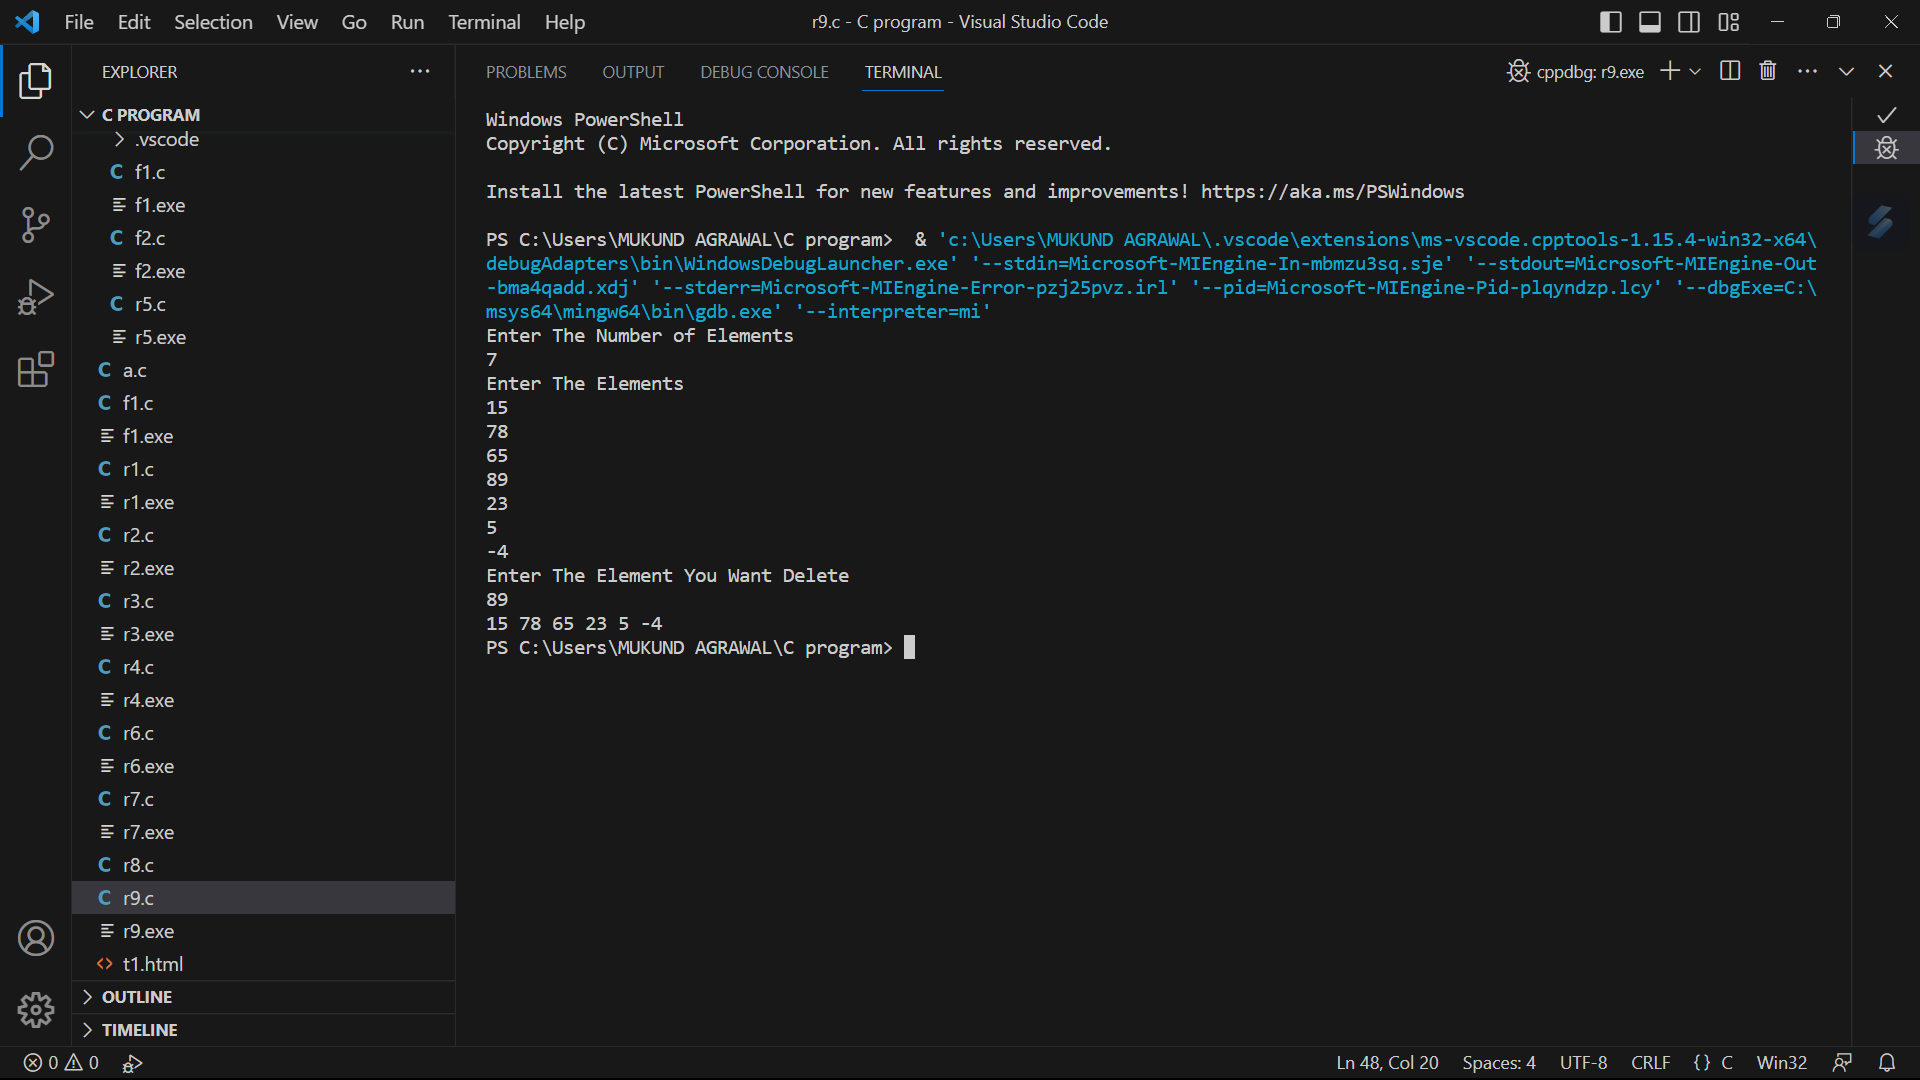 File Edit Selection View Go Run Terminal Help
r9.c - C program - Visual Studio Code
EXPLORER
C PROGRAM
.vscode
C f1.c
f1.exe
C f2.c
f2.exe
C r5.c
r5.exe
C a.c
C f1.c
f1.exe
C r1.c
r1.exe
C r2.c
r2.exe
C r3.c
r3.exe
C r4.c
r4.exe
C r6.c
r6.exe
C r7.c
r7.exe
C r8.c
C r9.c
r9.exe
<> t1.html
OUTLINE
TIMELINE
PROBLEMS OUTPUT DEBUG CONSOLE TERMINAL
cppdbg: r9.exe
Windows PowerShell
Copyright (C) Microsoft Corporation. All rights reserved.
Install the latest PowerShell for new features and improvements! https://aka.ms/PSWindows
PS C:\Users\MUKUND AGRAWAL\C program>  & 'c:\Users\MUKUND AGRAWAL\.vscode\extensions\ms-vscode.cpptools-1.15.4-win32-x64\
debugAdapters\bin\WindowsDebugLauncher.exe' '--stdin=Microsoft-MIEngine-In-mbmzu3sq.sje' '--stdout=Microsoft-MIEngine-Out
-bma4qadd.xdj' '--stderr=Microsoft-MIEngine-Error-pzj25pvz.irl' '--pid=Microsoft-MIEngine-Pid-plqyndzp.lcy' '--dbgExe=C:\
msys64\mingw64\bin\gdb.exe' '--interpreter=mi'
Enter The Number of Elements
7
Enter The Elements
15
78
65
89
23
5
-4
Enter The Element You Want Delete
89
15 78 65 23 5 -4
PS C:\Users\MUKUND AGRAWAL\C program>
0 0
Ln 48, Col 20 Spaces: 4 UTF-8 CRLF {} C Win32